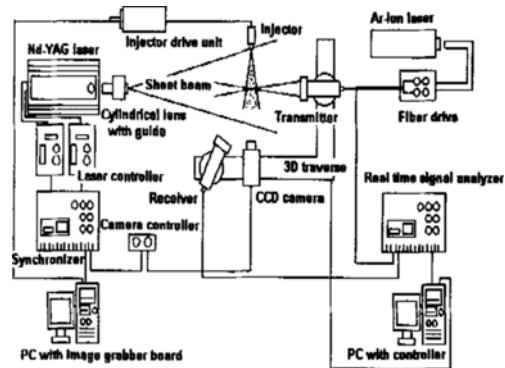 Injector drive unit
Injector
Ar-Ion laser
Nd-YAG laser
Sheet beam
Cylindrical lens
with guido
Transmitter
Fiber drive
Laser controller
3D traverse
Receiver
CCD camera
Real time signal analyzer
Camera controller
Synchronizer
PC with image grabber board
PC with controller